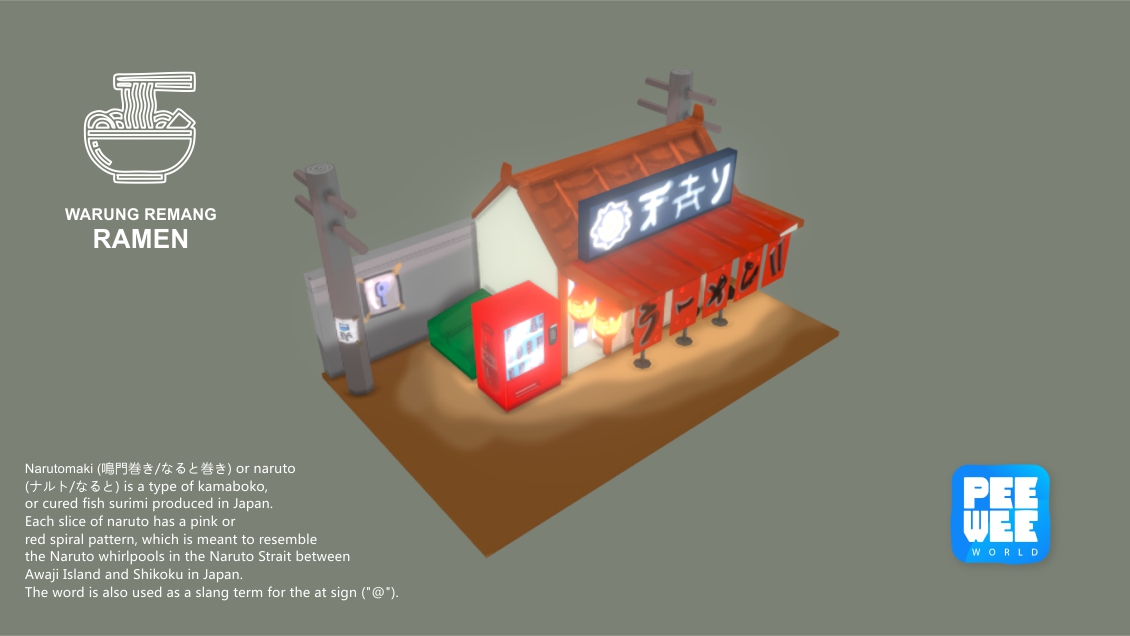 WARUNG REMANG
RAMEN
ラーメン
Narutomaki (鳴門巻き/なると巻き) or naruto
(ナルト/なると) is a type of kamaboko,
or cured fish surimi produced in Japan.
Each slice of naruto has a pink or
red spiral pattern, which is meant to resemble
the Naruto whirlpools in the Naruto Strait between
Awaji Island and Shikoku in Japan.
The word is also used as a slang term for the at sign ("@").
PEE
WEE
WORLD